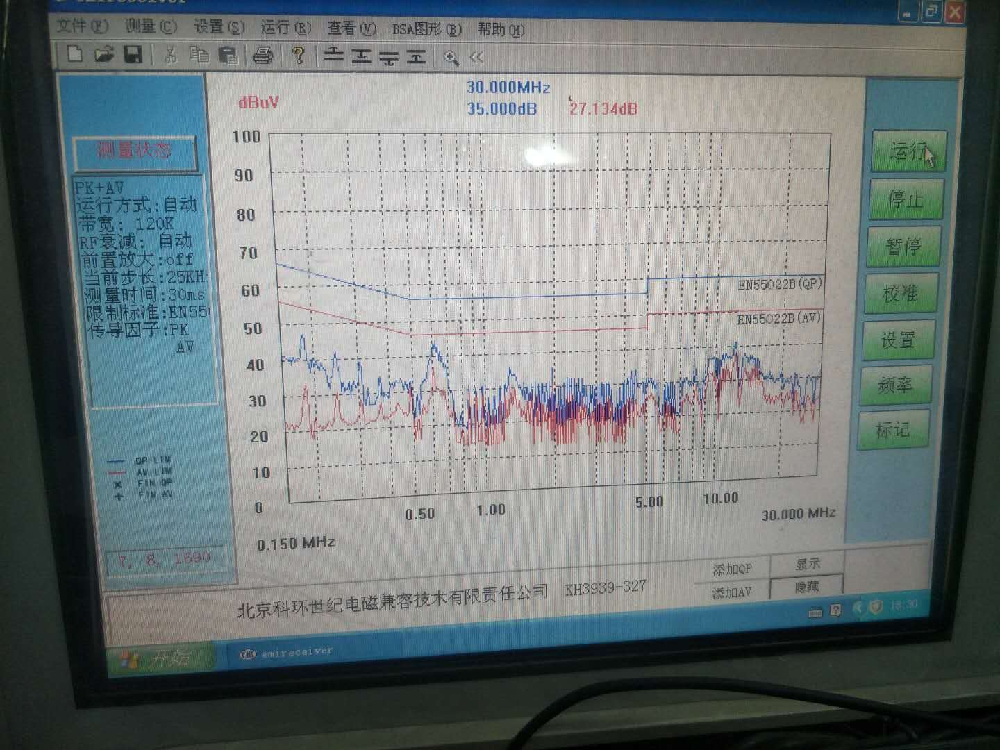 文件(F) 测量(C) 设置(S) 运行(R) 查看(V) BSA图形(B) 帮助(H)
30.000MHz
dBuV 35.000dB 27.134dB
测量状态
PK+AV
运行方式:自动
带宽: 120K
RF衰减: 自动
前置放大:off
当前步长:25KH
测量时间:30ms
限制标准:EN55
传导因子:PK
AV
QP LIM
AV LIM
FIN QP
FIN AV
7, 8, 1690
100
90
80
70
60
50
40
30
20
10
0
EN55022B(QP)
EN55022B(AV)
0.50 1.00 5.00 10.00
0.150 MHz 30.000 MHz
运行
停止
暂停
校准
设置
频率
标记
北京科环世纪电磁兼容技术有限责任公司 KH3939-327
添加QP 显示
添加AV 隐藏
开始 emireceiver 18:30